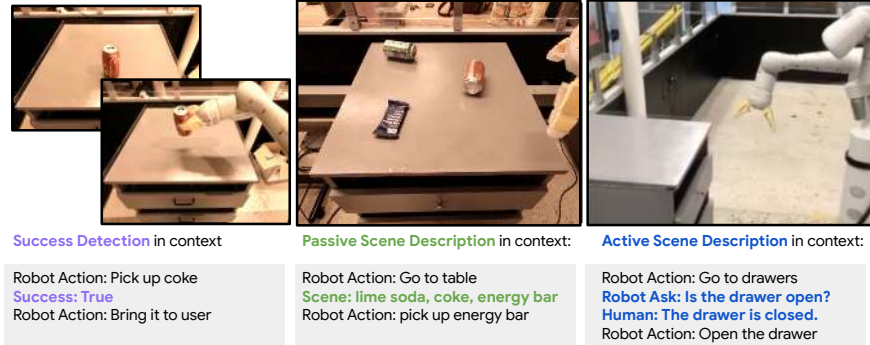 Success Detection in context
Robot Action: Pick up coke
Success: True
Robot Action: Bring it to user
Passive Scene Description in context:
Robot Action: Go to table
Scene: lime soda, coke, energy bar
Robot Action: pick up energy bar
Active Scene Description in context:
Robot Action: Go to drawers
Robot Ask: Is the drawer open?
Human: The drawer is closed.
Robot Action: Open the drawer